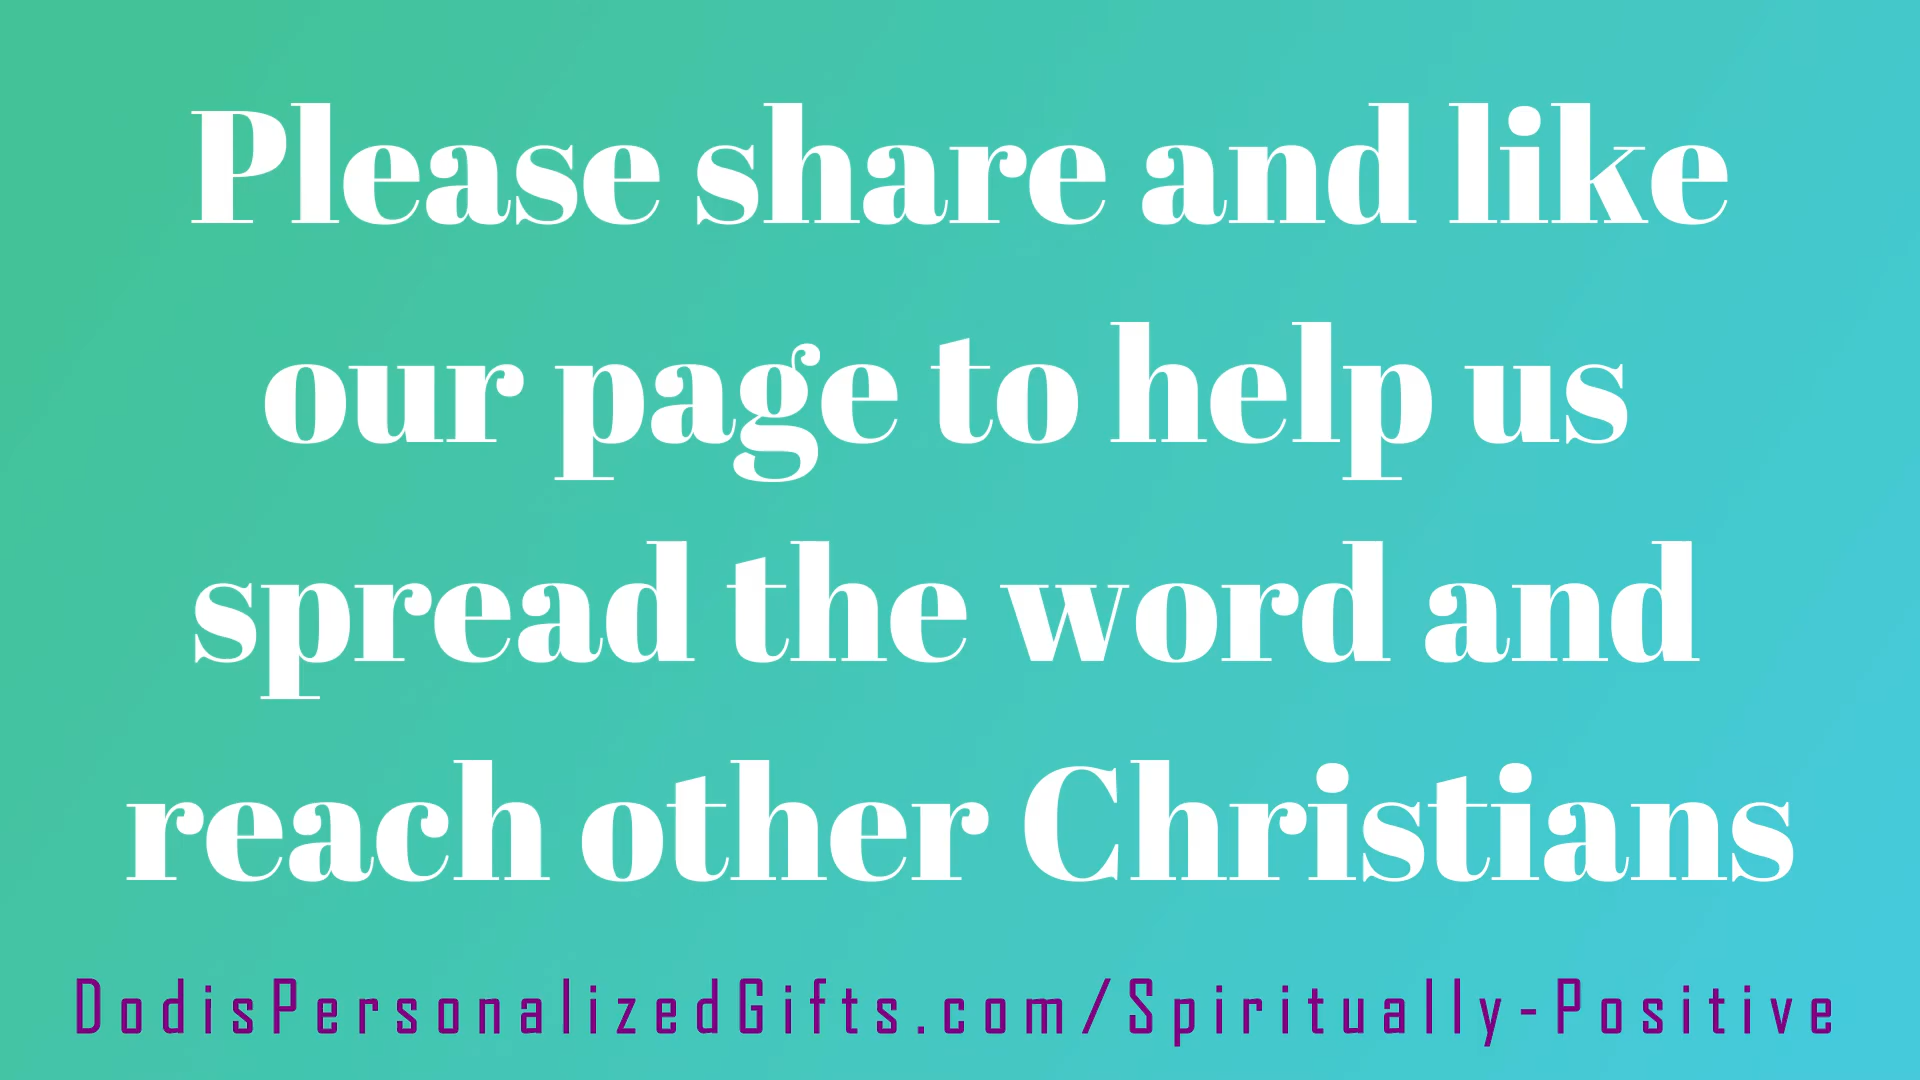 Please share and like
our page to help us
spread the word and
reach other Christians
DodisPersonalizedGifts.com/Spiritually-Positive